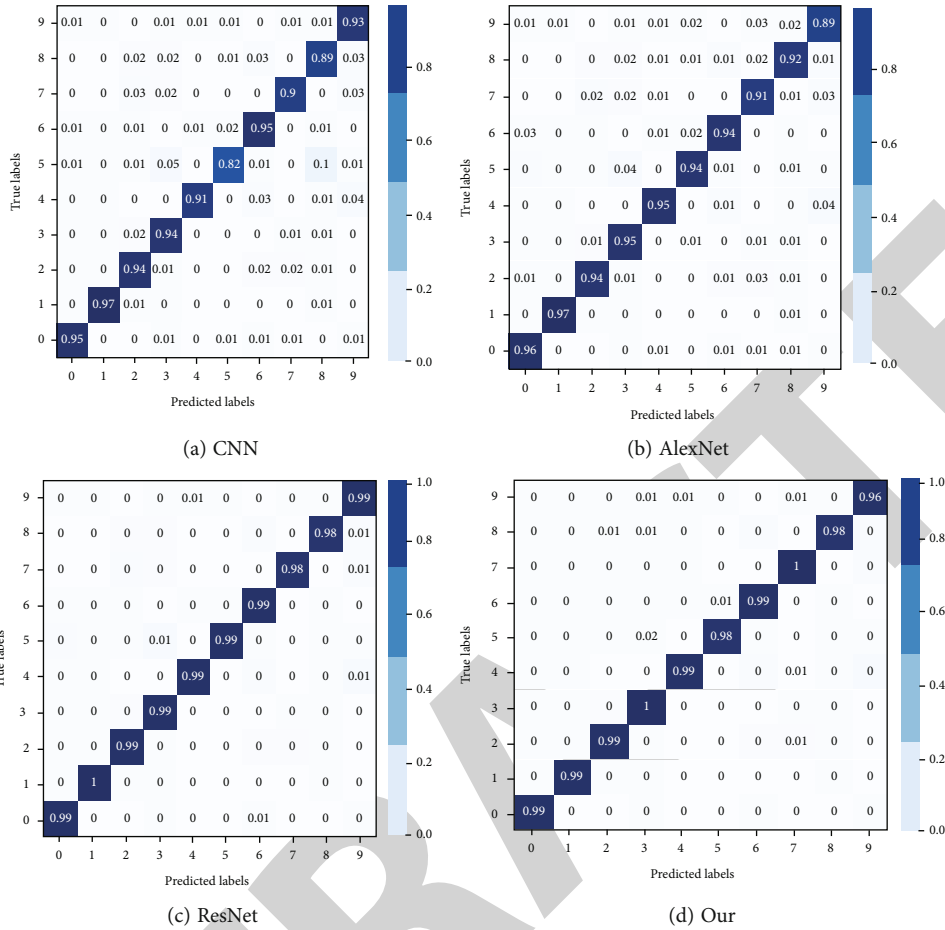 9 0.01 0 0 0.01 0.01 0 0 0.01 0.01 0.93
8 0 0 0.02 0.02 0 0.01 0.03 0 0.89 0.03
7 0 0 0.03 0.02 0 0 0 0.9 0 0.03
6 0.01 0 0.01 0 0.01 0.02 0.95 0 0.01 0
5 0.01 0 0.01 0.05 0 0.82 0.01 0 0.1 0.01
4 0 0 0 0 0.91 0 0.03 0 0.01 0.04
3 0 0 0.02 0.94 0 0 0 0.01 0.01 0
2 0 0 0.94 0.01 0 0 0.02 0.02 0.01 0
1 0 0.97 0.01 0 0 0 0 0 0.01 0
0 0.95 0 0 0.01 0 0.01 0 0.01 0 0.01
0 1 2 3 4 5 6 7 8 9
True labels
Predicted labels
0.8
0.6
0.4
0.2
0.0
(a) CNN
9 0.01 0.01 0 0.01 0.02 0 0.01 0.03 0.02 0.89
8 0 0 0 0.02 0.01 0.01 0.01 0.02 0.92 0.01
7 0 0 0.02 0.02 0.01 0 0 0.91 0.01 0.03
6 0.03 0 0 0 0.01 0.02 0.94 0 0 0
5 0 0 0 0.04 0 0.94 0.01 0 0.01 0
4 0 0 0 0 0.95 0 0.01 0 0 0.04
3 0 0 0.01 0.95 0 0.01 0 0.01 0.01 0
2 0.01 0 0.94 0.01 0 0 0.01 0.03 0.01 0
1 0 0.97 0 0 0.01 0 0 0.01 0 0
0 0.96 0 0 0 0.01 0 0.01 0.01 0.01 0
0 1 2 3 4 5 6 7 8 9
True labels
Predicted labels
0.8
0.6
0.4
0.2
0.0
(b) AlexNet
9 0 0 0 0 0.01 0 0 0 0 0.99
8 0 0 0 0 0 0 0 0 0.98 0.01
7 0 0 0 0 0 0 0 0.98 0 0.01
6 0 0 0 0 0 0 0.99 0 0 0
5 0 0 0 0.01 0 0.99 0 0 0 0
4 0 0 0 0 0.99 0 0 0 0 0.01
3 0 0 0 0.99 0 0 0 0 0 0
2 0 0 0.99 0 0 0 0 0 0 0
1 0 1 0 0 0 0 0 0 0 0
0 0.99 0 0 0 0 0 0.01 0 0 0
0 1 2 3 4 5 6 7 8 9
True labels
Predicted labels
1.0
0.8
0.6
0.4
0.2
0.0
(c) ResNet
9 0 0 0 0.01 0.01 0 0 0.01 0 0.96
8 0 0 0.01 0.01 0 0 0 0 0.98 0
7 0 0 0 0 0 0 0 1 0 0
6 0 0 0 0 0 0.01 0.99 0 0 0
5 0 0 0 0.02 0 0.98 0 0 0 0
4 0 0 0 0 0.99 0 0 0.01 0 0
3 0 0 0 1 0 0 0 0 0 0
2 0 0 0.99 0 0 0 0 0.01 0 0
1 0 0.99 0 0 0 0 0 0 0 0
0 0.99 0 0 0 0 0 0 0 0 0
0 1 2 3 4 5 6 7 8 9
True labels
Predicted labels
1.0
0.8
0.6
0.4
0.2
0.0
(d) Our